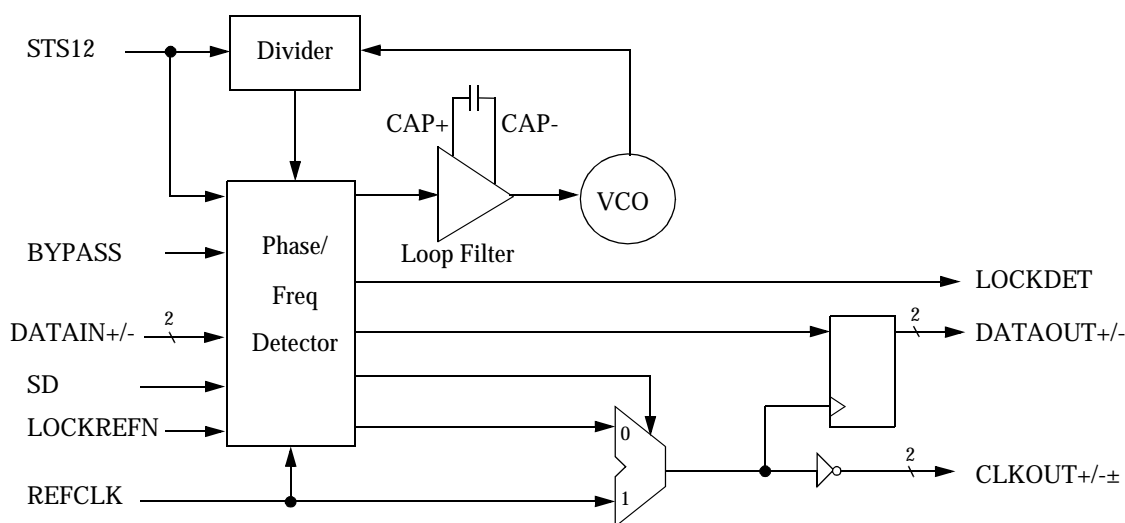 STS12
Divider
CAP+
CAP-
VCO
Loop Filter
BYPASS
Phase/
Freq
Detector
LOCKDET
DATAIN+/-
2
2
DATAOUT+/-
SD
LOCKREFN
0
1
REFCLK
2
CLKOUT+/-±